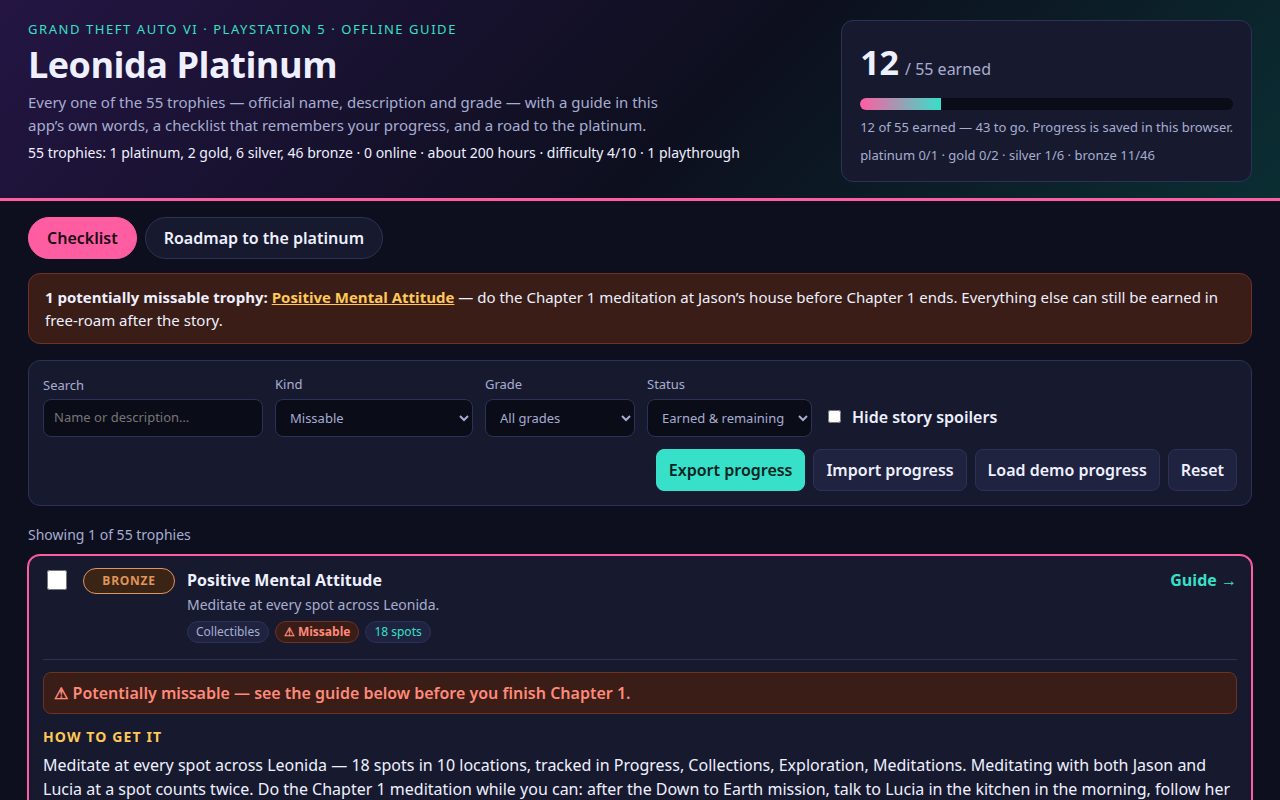 GRAND THEFT AUTO VI · PLAYSTATION 5 · OFFLINE GUIDE
Leonida Platinum
Every one of the 55 trophies — official name, description and grade — with a guide in this
app’s own words, a checklist that remembers your progress, and a road to the platinum.
55 trophies: 1 platinum, 2 gold, 6 silver, 46 bronze · 0 online · about 200 hours · difficulty 4/10 · 1 playthrough
12 / 55 earned
12 of 55 earned — 43 to go. Progress is saved in this browser.
platinum 0/1 · gold 0/2 · silver 1/6 · bronze 11/46
Checklist
Roadmap to the platinum
1 potentially missable trophy: Positive Mental Attitude — do the Chapter 1 meditation at Jason’s house before Chapter 1 ends. Everything else can still be earned in
free-roam after the story.
Search
Kind
Grade
Status
Name or description…
Missable
All grades
Earned & remaining
Hide story spoilers
Export progress
Import progress
Load demo progress
Reset
Showing 1 of 55 trophies
BRONZE
Positive Mental Attitude
Guide →
Meditate at every spot across Leonida.
Collectibles
⚠ Missable
18 spots
⚠ Potentially missable — see the guide below before you finish Chapter 1.
HOW TO GET IT
Meditate at every spot across Leonida — 18 spots in 10 locations, tracked in Progress, Collections, Exploration, Meditations. Meditating with both Jason and
Lucia at a spot counts twice. Do the Chapter 1 meditation while you can: after the Down to Earth mission, talk to Lucia in the kitchen in the morning, follow her